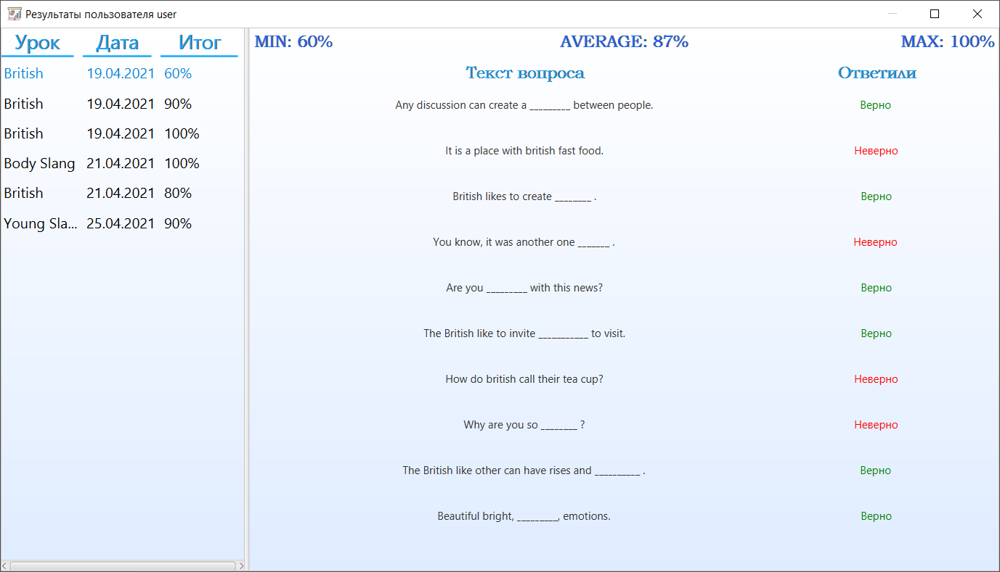 Результаты пользователя user
Урок Дата Итог
British 19.04.2021 60%
British 19.04.2021 90%
British 19.04.2021 100%
Body Slang 21.04.2021 100%
British 21.04.2021 80%
Young Sla... 25.04.2021 90%
MIN: 60% AVERAGE: 87% MAX: 100%
Текст вопроса Ответили
Any discussion can create a _________ between people. Верно
It is a place with british fast food. Неверно
British likes to create ________ . Верно
You know, it was another one _______ . Неверно
Are you _________ with this news? Верно
The British like to invite ___________ to visit. Верно
How do british call their tea cup? Неверно
Why are you so ________ ? Неверно
The British like other can have rises and __________ . Верно
Beautiful bright, _________, emotions. Верно